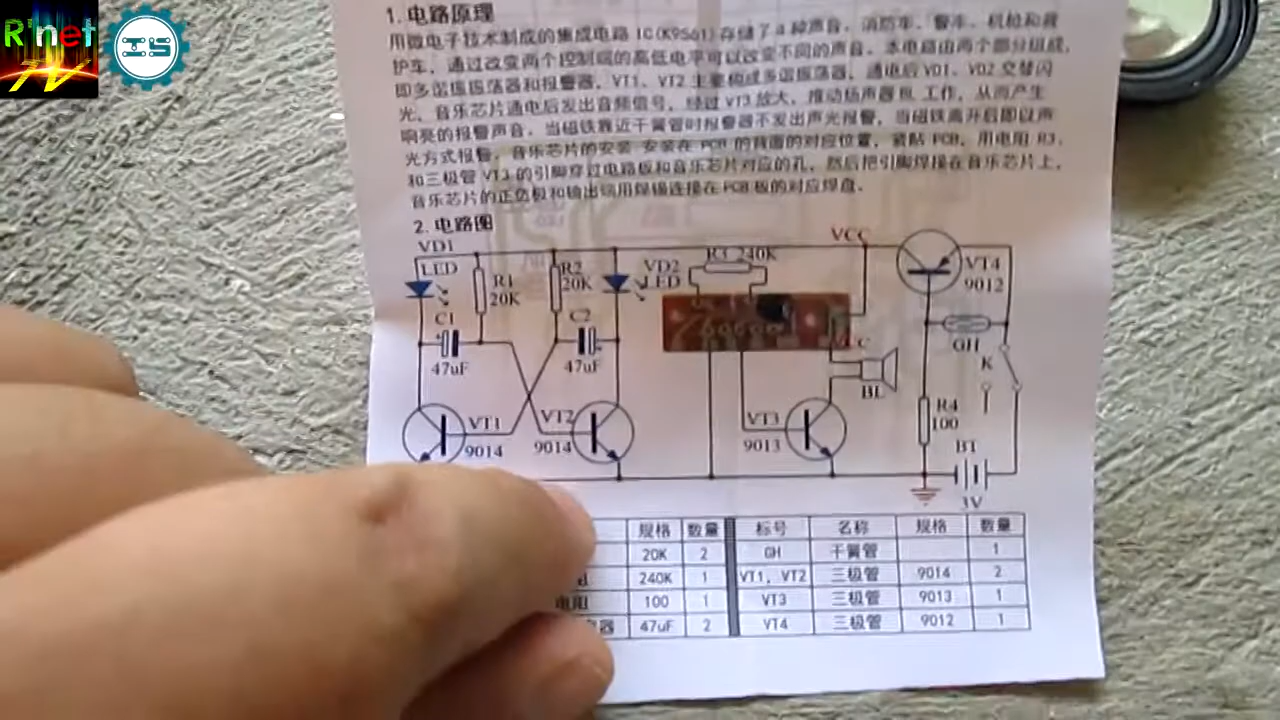 R'net
TV
IS
1. 电路原理
用微电子技术制成的集成电路 IC(K9561)存储了4种声音,消防车、警车、机枪和救
护车,通过改变两个控制端的高低电平可以改变不同的声音。本电路由两个部分组成,
即多谐振荡器和报警器,VT1、VT2 主要构成多谐振荡器,通电后 VD1、VD2 交替闪
光,音乐芯片通电后发出音频信号,经过 VT3 放大,推动扬声器 BL 工作,从而产生
响亮的报警声音。当磁铁靠近干簧管时报警器不发出声光报警,当磁铁离开后即以声
光方式报警。音乐芯片的安装:安装在 PCB 的背面的对应位置,紧贴 PCB,用电阻 R3,
和三极管 VT3 的引脚穿过电路板和音乐芯片对应的孔,然后把引脚焊接在音乐芯片上,
音乐芯片的正负极和输出端用焊锡连接在 PCB 板的对应焊盘。
2. 电路图
VD1
LED
R1
20K
R2
20K
VD2
LED
R3 240K
VCC
VT4
9012
C1
47uF
C2
47uF
GH
K
BL
VT1
9014
VT2
9014
VT3
9013
R4
100
BT
3V
规格 数量 标号 名称 规格 数量
20K 2 GH 干簧管 1
240K 1 VT1, VT2 三极管 9014 2
电阻 100 1 VT3 三极管 9013 1
器 47uF 2 VT4 三极管 9012 1